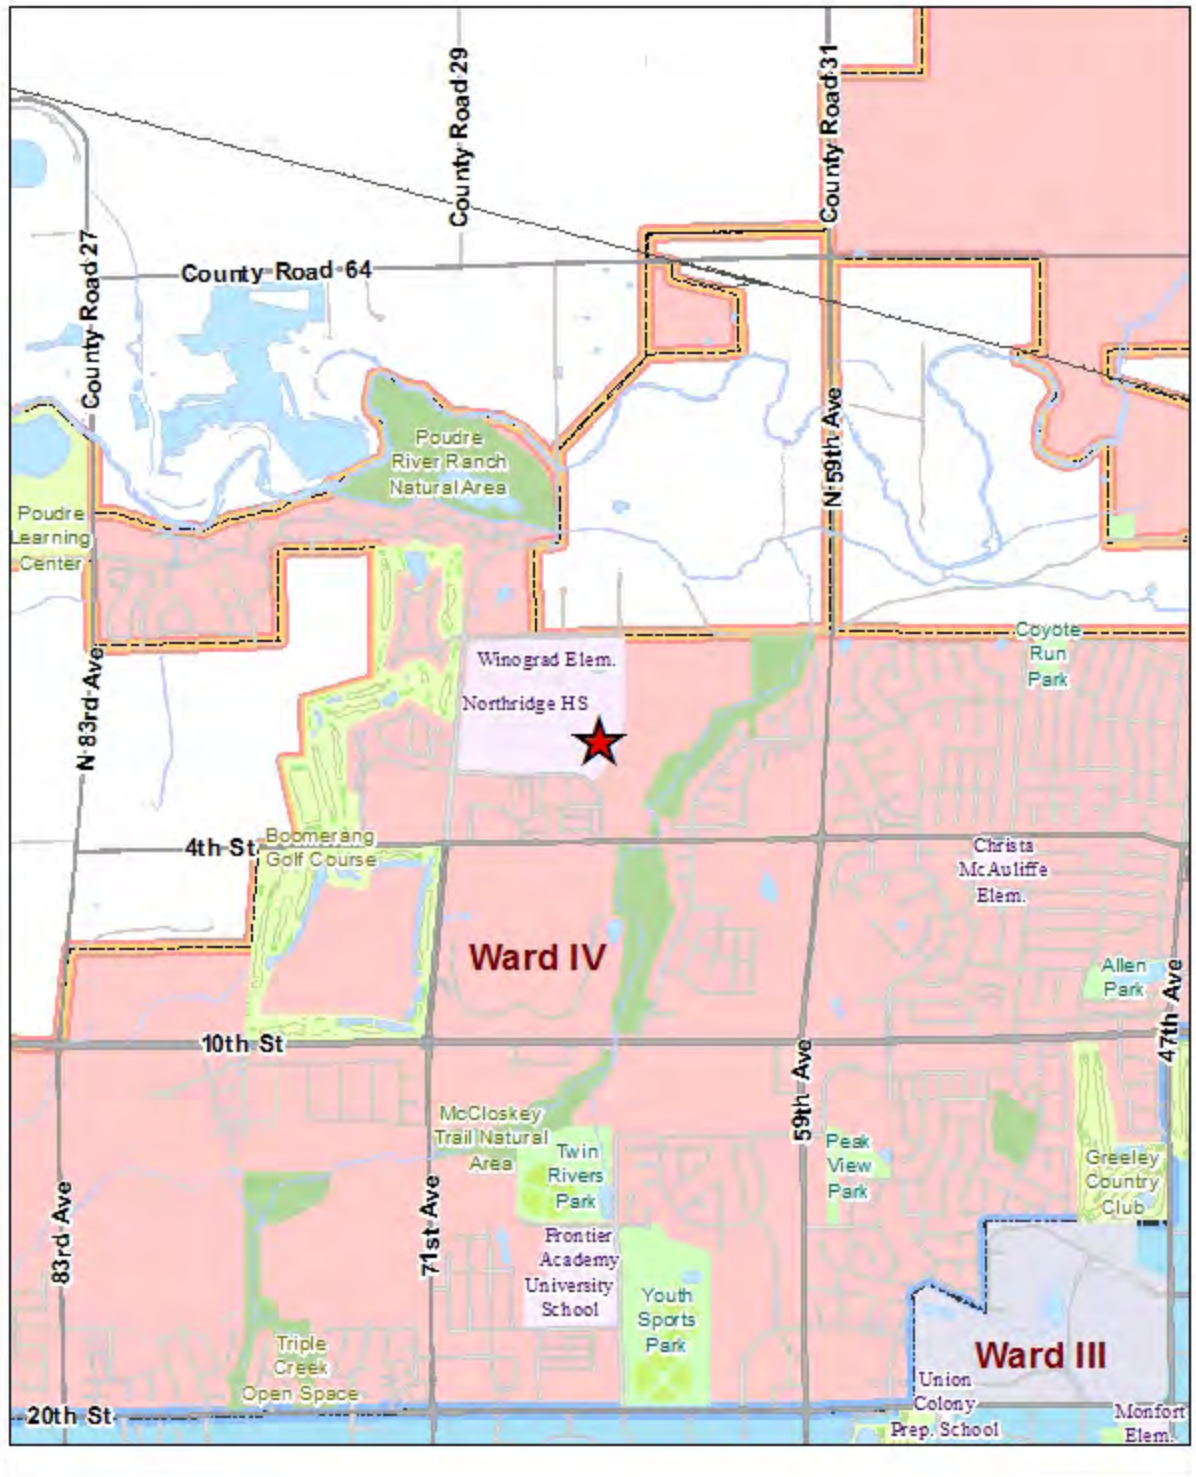 County Road 29
County Road 31
County Road 27
County Road 64
N 59th Ave
Poudre
River Ranch
Natural Area
Poudre
Learning
Center
Coyote
Run
Park
Winograd Elem.
Northridge HS
N 83rd Ave
4th St
Boomerang
Golf Course
Christa
McAuliffe
Elem.
Ward IV
Allen
Park
47th Ave
10th St
59th Ave
McCloskey
Trail Natural
Area
Twin
Rivers
Park
Peak
View
Park
Greeley
Country
Club
83rd Ave
71st Ave
Frontier
Academy
University
School
Youth
Sports
Park
Triple
Creek
Open Space
Ward III
Union
Colony
Prep. School
20th St
Monfort
Elem.